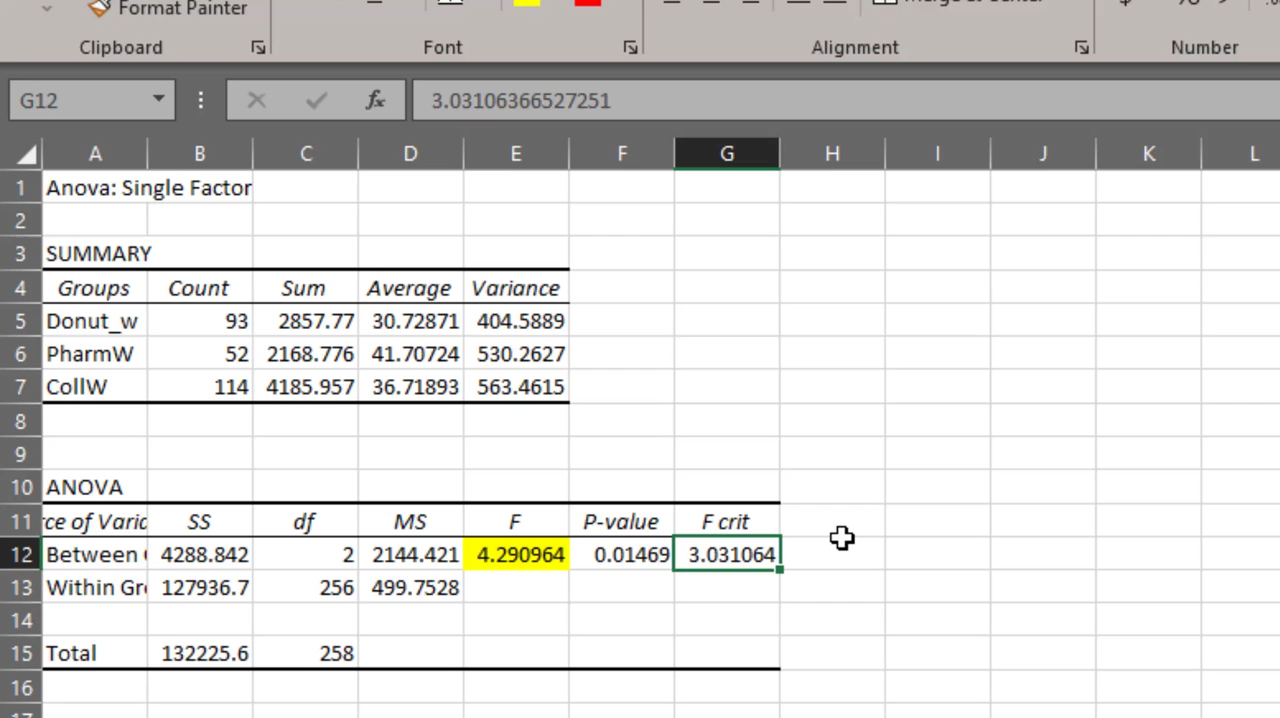 Format Painter
Clipboard Font Alignment Number
G12 fx 3.03106366527251
A B C D E F G H I J K L
1 Anova: Single Factor
2
3 SUMMARY
4 Groups Count Sum Average Variance
5 Donut_w 93 2857.77 30.72871 404.5889
6 PharmW 52 2168.776 41.70724 530.2627
7 CollW 114 4185.957 36.71893 563.4615
8
9
10 ANOVA
11 rce of Varia SS df MS F P-value F crit
12 Between 4288.842 2 2144.421 4.290964 0.01469 3.031064
13 Within Gr 127936.7 256 499.7528
14
15 Total 132225.6 258
16